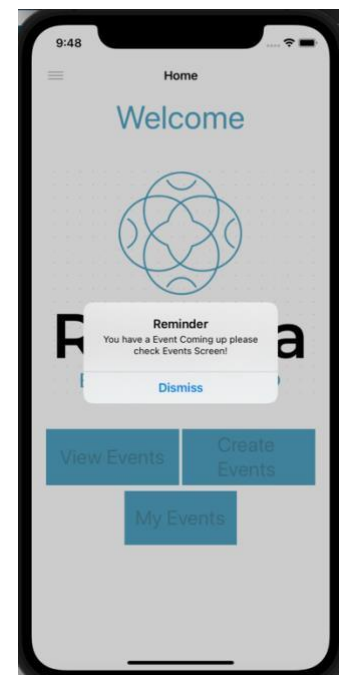 9:48
Home
Welcome
Reminder
You have a Event Coming up please
check Events Screen!
Dismiss
View Events
Create
Events
My Events